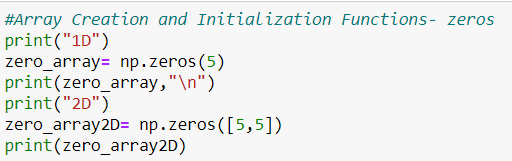 #Array Creation and Initialization Functions- zeros
print("1D")
zero_array= np.zeros(5)
print(zero_array,"\n")
print("2D")
zero_array2D= np.zeros([5,5])
print(zero_array2D)